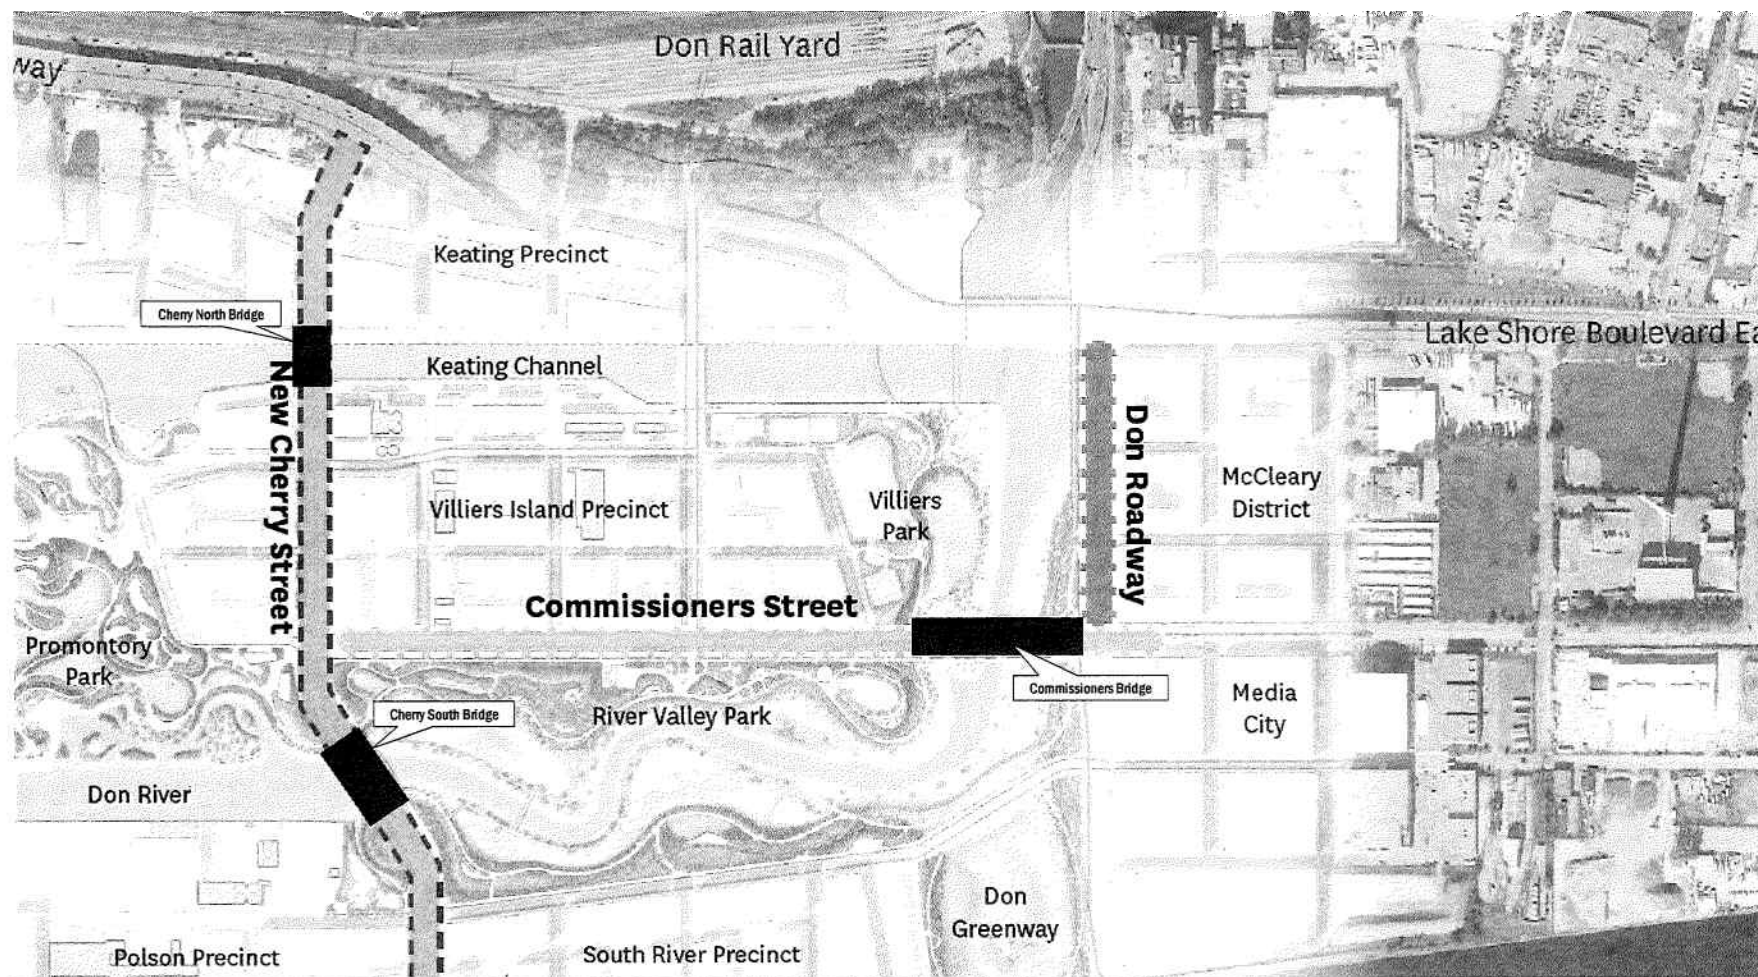 Don Rail Yard
way
Keating Precinct
Cherry North Bridge
Lake Shore Boulevard Ea
Keating Channel
New Cherry Street
Don Roadway
McCleary
District
Villiers Island Precinct
Villiers
Park
Commissioners Street
Promontory
Park
Commissioners Bridge
Cherry South Bridge
River Valley Park
Media
City
Don River
Don
Greenway
Polson Precinct
South River Precinct